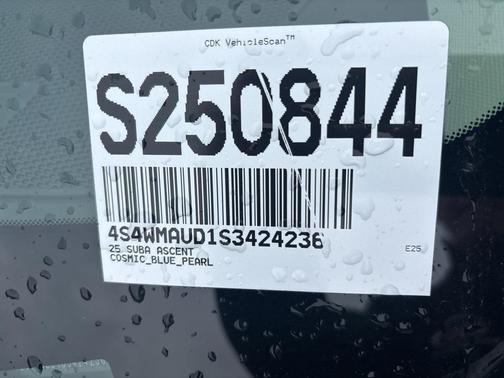 CDK VehicleScan™
S250844
4S4WMAUD1S3424236
25 SUBA ASCENT
E25
COSMIC_BLUE_PEARL